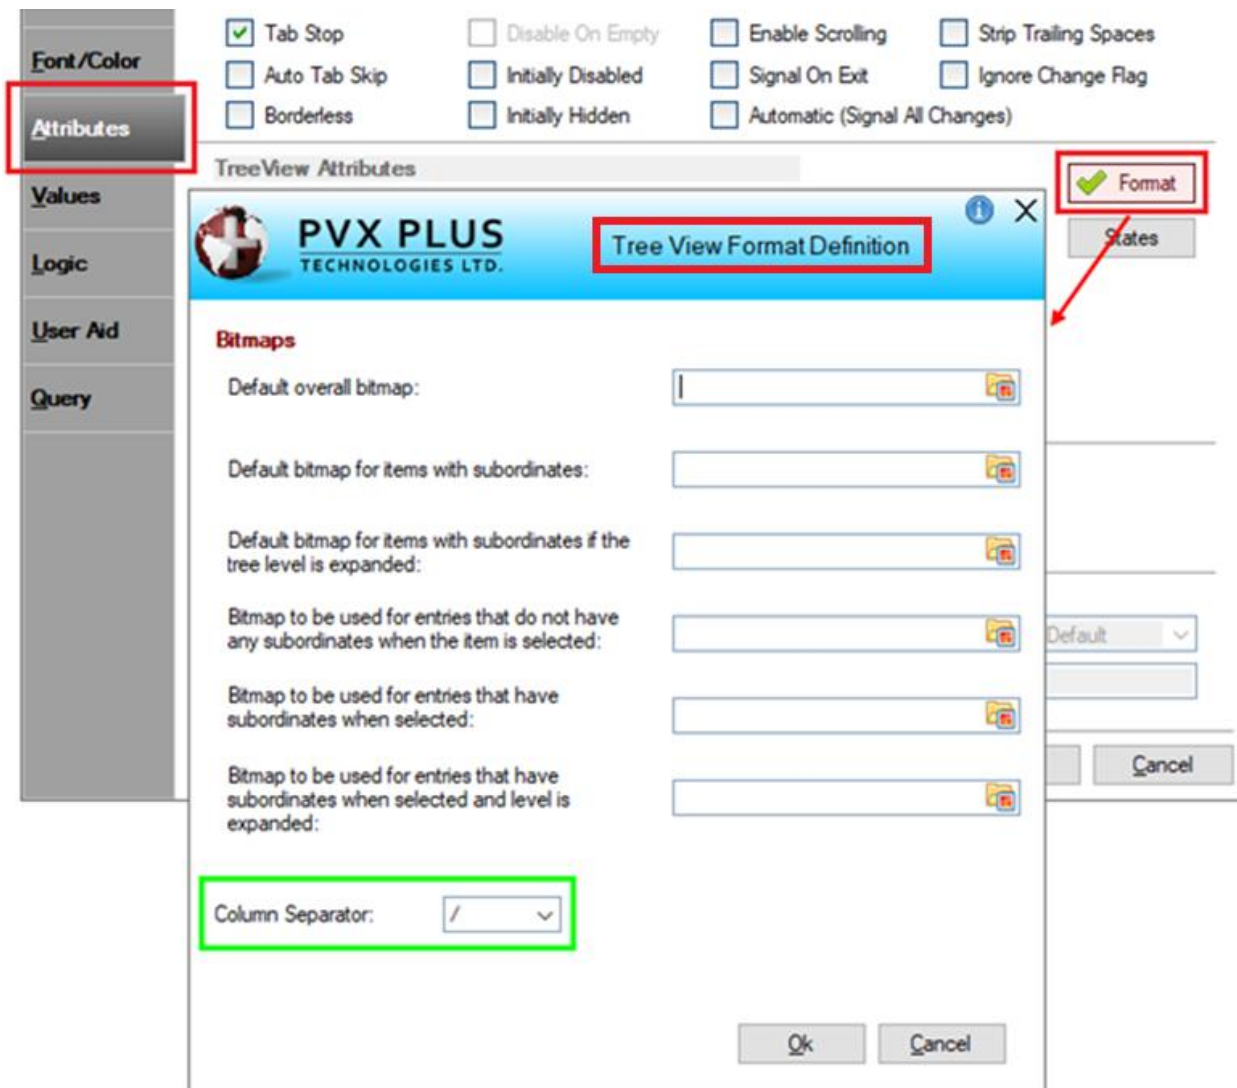 Tab Stop
Disable On Empty
Enable Scrolling
Strip Trailing Spaces
Font/Color
Auto Tab Skip
Initially Disabled
Signal On Exit
Ignore Change Flag
Attributes
Borderless
Initially Hidden
Automatic (Signal All Changes)
TreeView Attributes
Format
Values
States
PVX PLUS
TECHNOLOGIES LTD.
Tree View Format Definition
Logic
User Aid
Query
Bitmaps
Default overall bitmap:
Default bitmap for items with subordinates:
Default bitmap for items with subordinates if the
tree level is expanded:
Bitmap to be used for entries that do not have
any subordinates when the item is selected:
Default
Bitmap to be used for entries that have
subordinates when selected:
Cancel
Bitmap to be used for entries that have
subordinates when selected and level is
expanded:
Column Separator:
/
Ok
Cancel